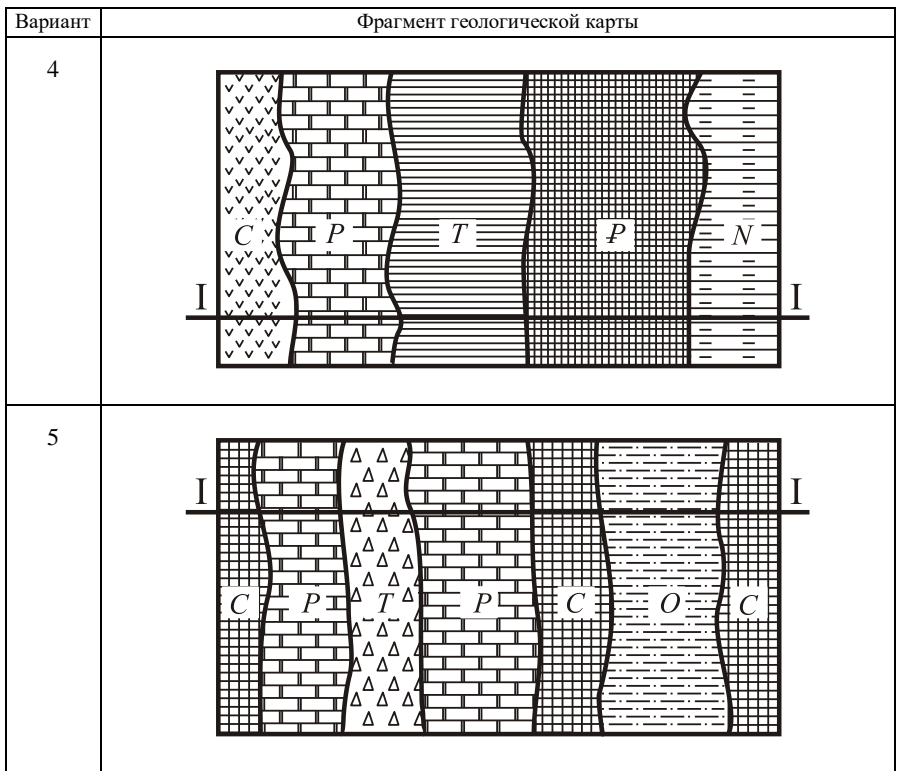 Вариант Фрагмент геологической карты
4
C P T P N
I I
5
I I
C P T P C O C